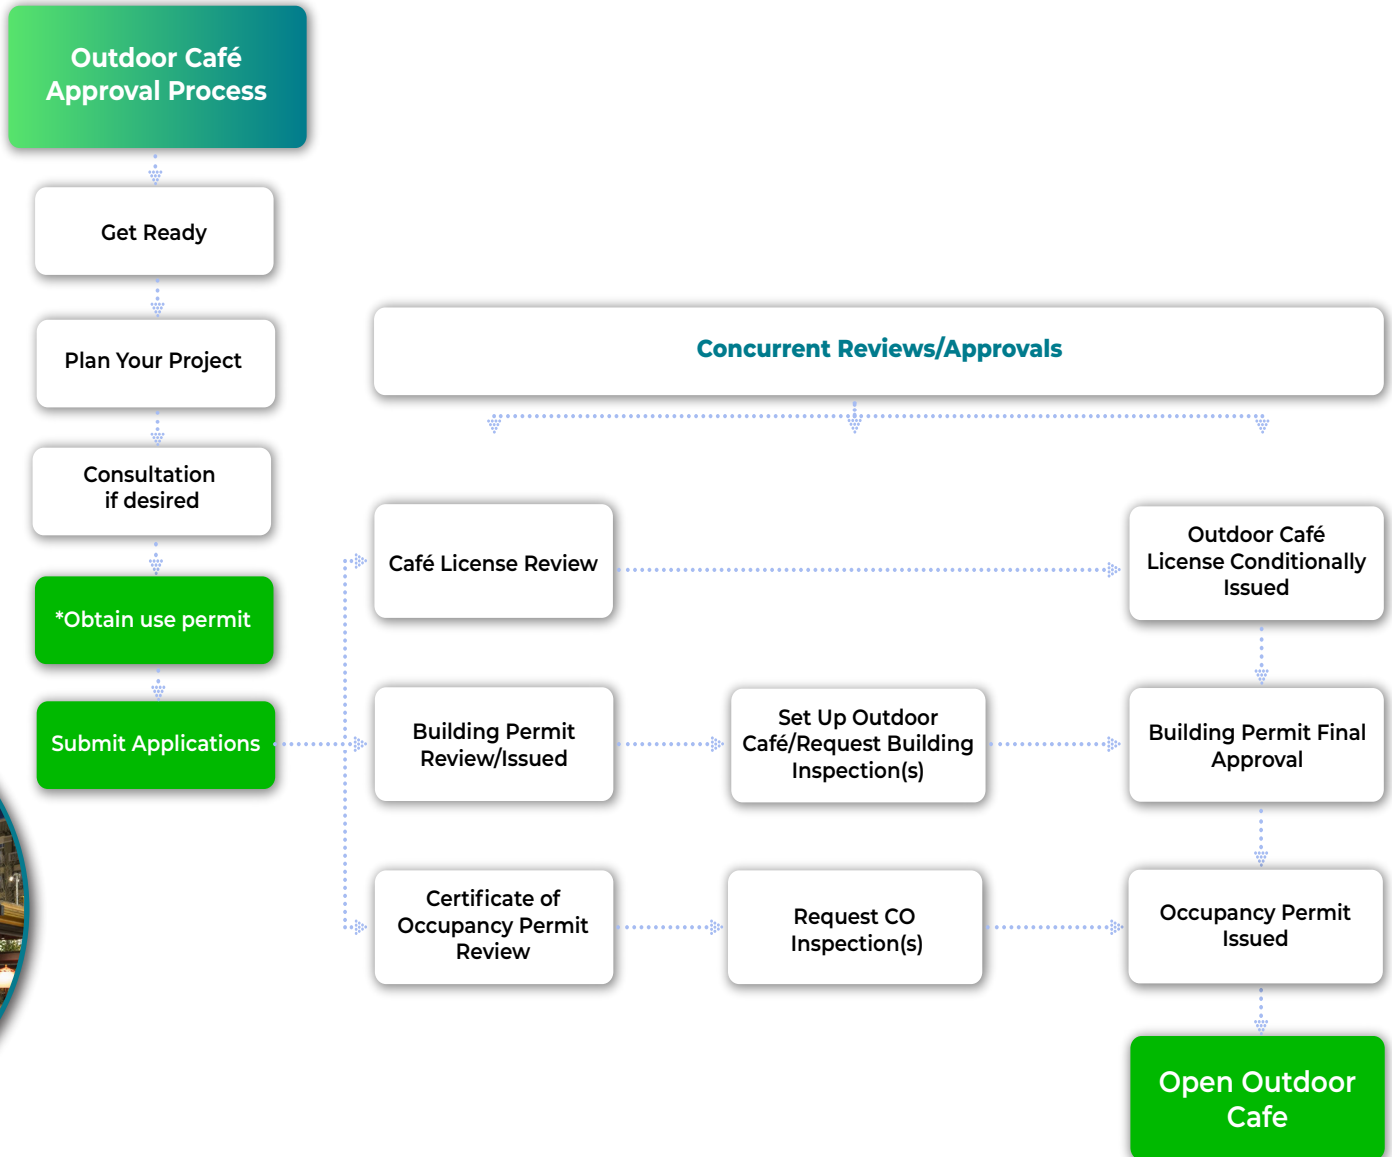 Outdoor Café
Approval Process
Get Ready
Plan Your Project
Consultation
if desired
*Obtain use permit
Submit Applications
Concurrent Reviews/Approvals
Café License Review
Outdoor Café
License Conditionally
Issued
Building Permit
Review/Issued
Set Up Outdoor
Café/Request Building
Inspection(s)
Building Permit Final
Approval
Certificate of
Occupancy Permit
Review
Request CO
Inspection(s)
Occupancy Permit
Issued
Open Outdoor
Cafe